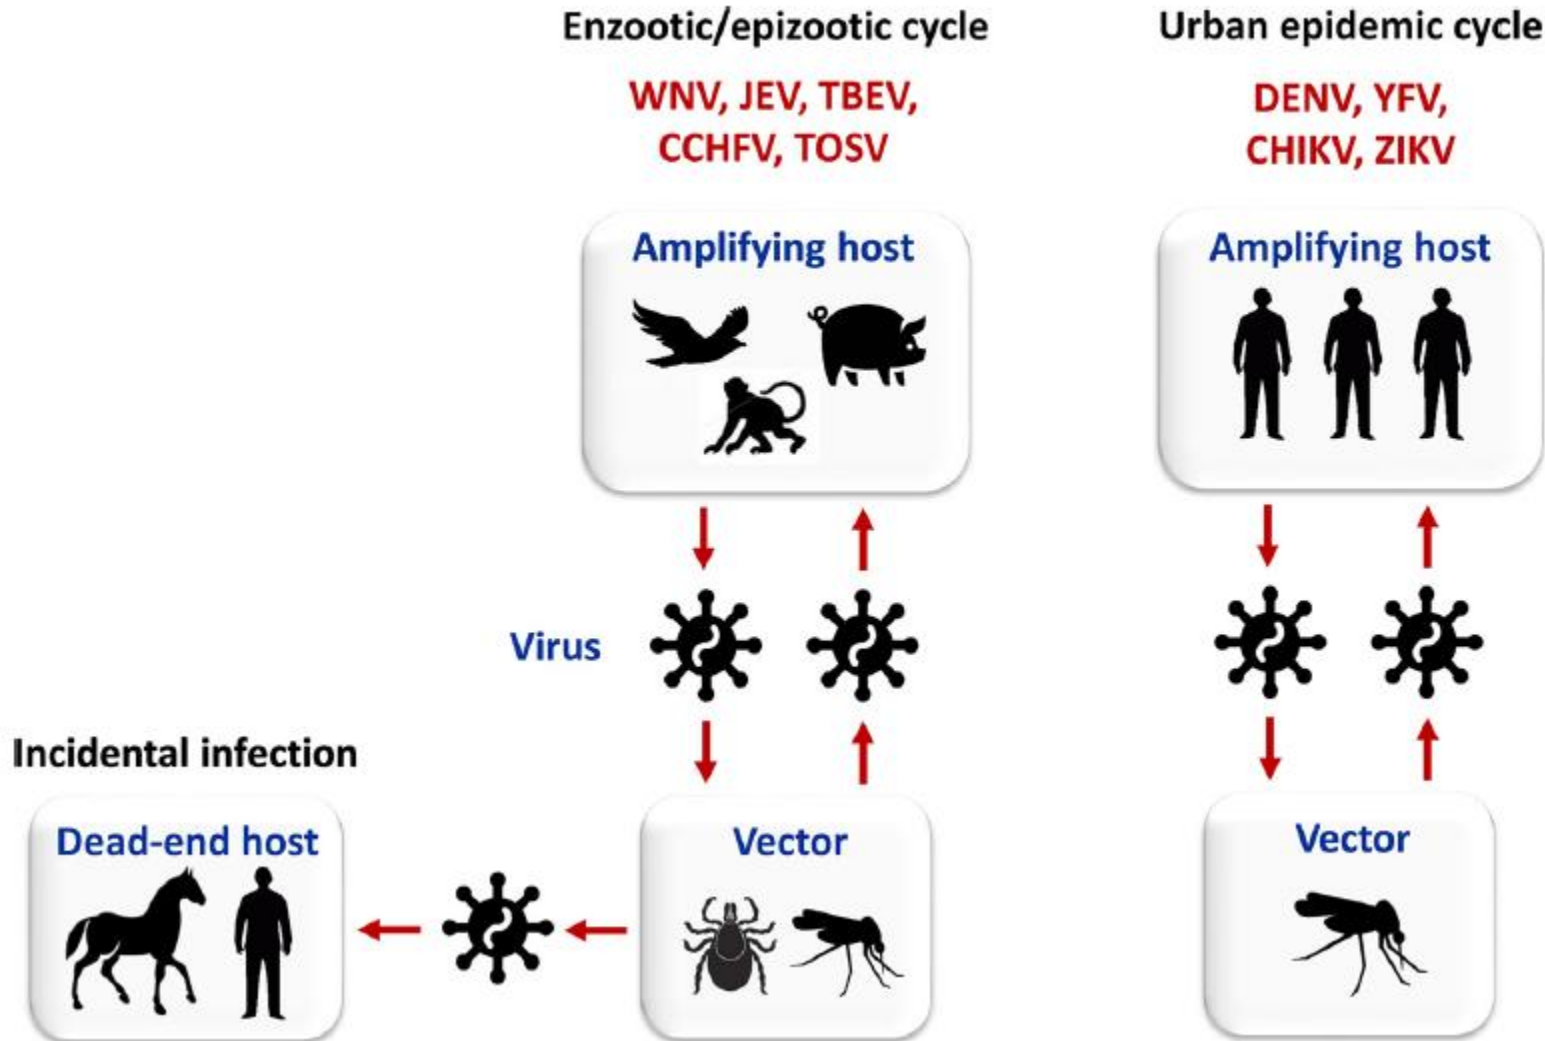 Enzootic/epizootic cycle
WNV, JEV, TBEV,
CCHFV, TOSV
Amplifying host
Virus
Incidental infection
Dead-end host
Vector
Urban epidemic cycle
DENV, YFV,
CHIKV, ZIKV
Amplifying host
Vector